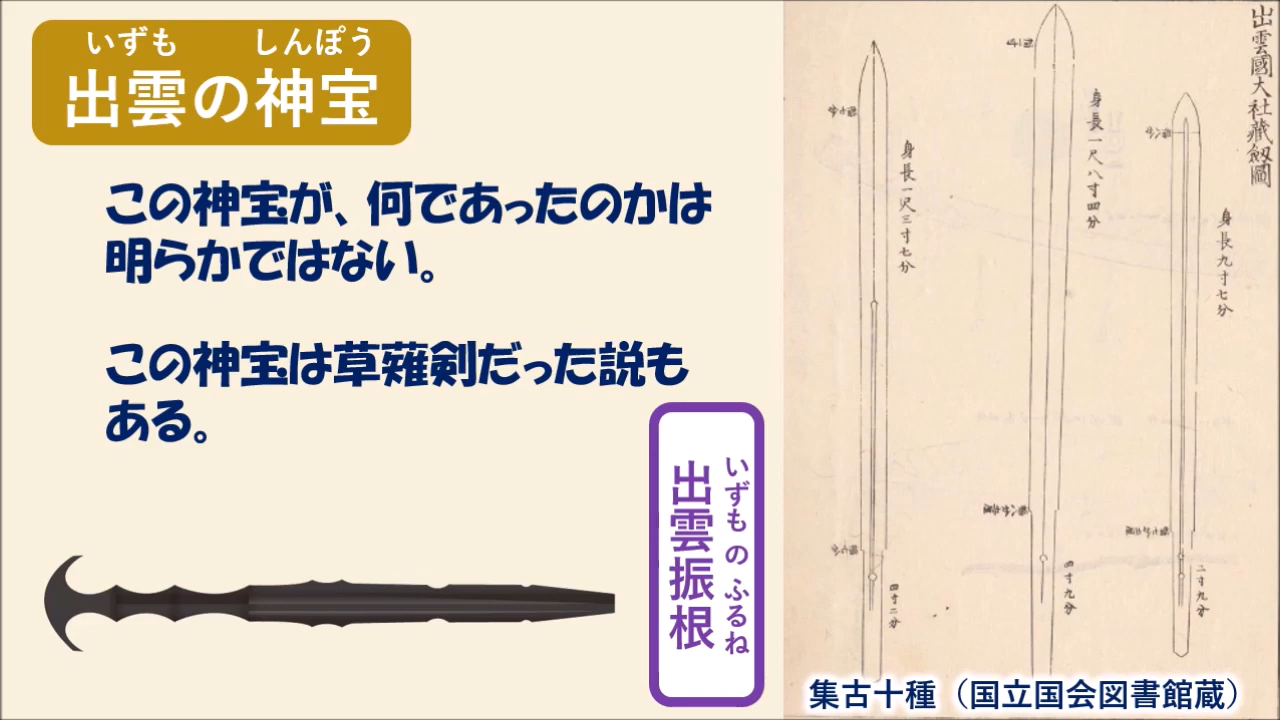 いずも しんぽう
出雲の神宝
この神宝が、何であったのかは
明らかではない。
この神宝は草薙剣だった説も
ある。
いずものふるね
出雲振根
出雲國大社藏劔圖
身長九寸七分
二寸九分
身長一尺八寸四分
四寸九分
身長一尺三寸七分
四寸二分
集古十種（国立国会図書館蔵）